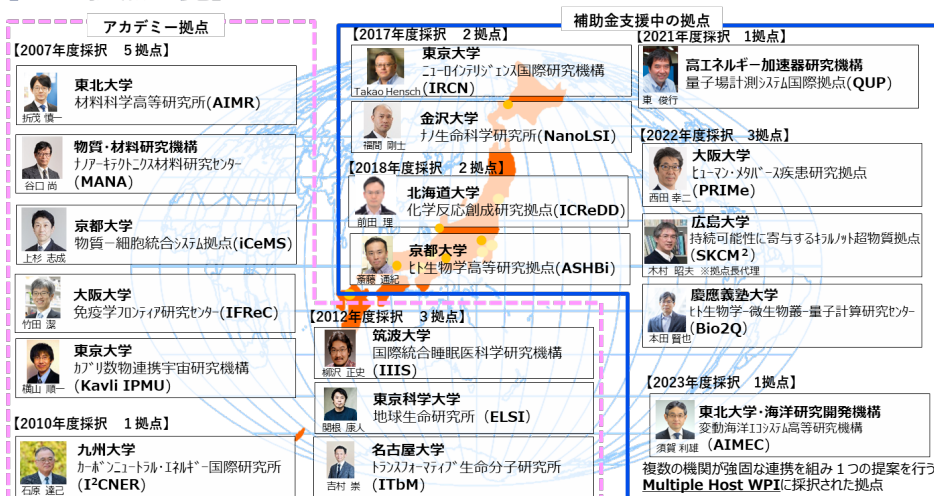 アカデミー拠点
【2007年度採択 5拠点】
東北大学
材料科学高等研究所(AIMR)
折茂 慎一
物質・材料研究機構
ナノアーキテクトニクス材料研究センター
(MANA)
谷口 尚
京都大学
物質－細胞統合システム拠点(iCeMS)
上杉 志成
大阪大学
免疫学フロンティア研究センター(IFReC)
竹田 潔
東京大学
カブリ数物連携宇宙研究機構
(Kavli IPMU)
横山 順一
【2010年度採択 1拠点】
九州大学
カーボンニュートラル・エネルギー国際研究所
(I²CNER)
石原 達己
【2012年度採択 3拠点】
筑波大学
国際統合睡眠医科学研究機構
(IIIS)
柳沢 正史
東京科学大学
地球生命研究所 (ELSI)
関根 康人
名古屋大学
トランスフォーマティブ生命分子研究所
(ITbM)
吉村 崇
補助金支援中の拠点
【2017年度採択 2拠点】
東京大学
ニューロインテリジェンス国際研究機構
(IRCN)
Takao Hensch
金沢大学
ナノ生命科学研究所(NanoLSI)
福間 剛士
【2018年度採択 2拠点】
北海道大学
化学反応創成研究拠点(ICReDD)
前田 理
京都大学
ヒト生物学高等研究拠点(ASHBi)
斎藤 通紀
【2021年度採択 1拠点】
高エネルギー加速器研究機構
量子場計測システム国際拠点(QUP)
東 俊行
【2022年度採択 3拠点】
大阪大学
ヒューマン・メタバース疾患研究拠点
(PRIMe)
西田 幸二
広島大学
持続可能性に寄与するキラルノット超物質拠点
(SKCM²)
木村 昭夫 ※拠点長代理
慶應義塾大学
ヒト生物学-微生物叢-量子計算研究センター
(Bio2Q)
本田 賢也
【2023年度採択 1拠点】
東北大学・海洋研究開発機構
変動海洋エコシステム高等研究機構
(AIMEC)
須賀 利雄
複数の機関が強固な連携を組み１つの提案を行う
Multiple Host WPIに採択された拠点